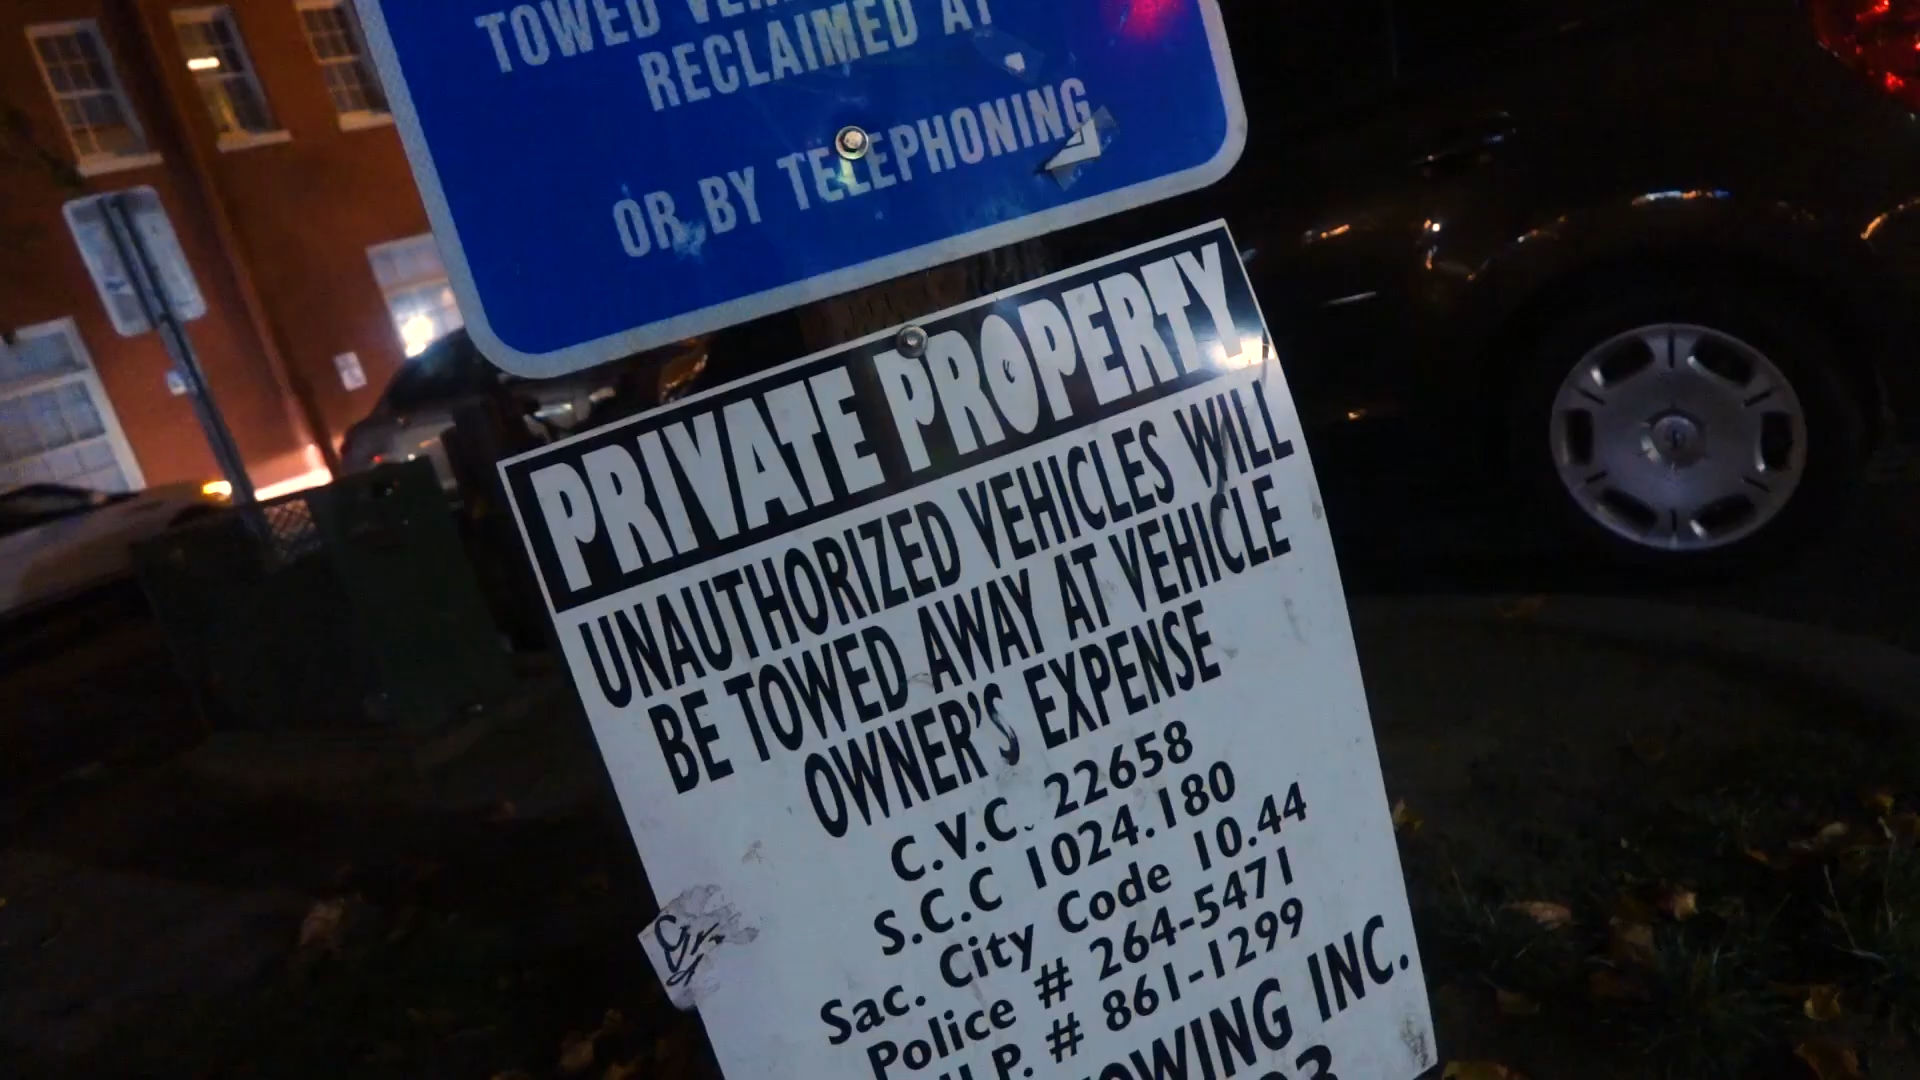 TOWED
RECLAIMED AT
OR BY TELEPHONING
PRIVATE PROPERTY
UNAUTHORIZED VEHICLES WILL
BE TOWED AWAY AT VEHICLE
OWNER'S EXPENSE
C.V.C. 22658
S.C.C 1024.180
Sac. City Code 10.44
Police # 264-5471
P. # 861-1299
OWING INC.